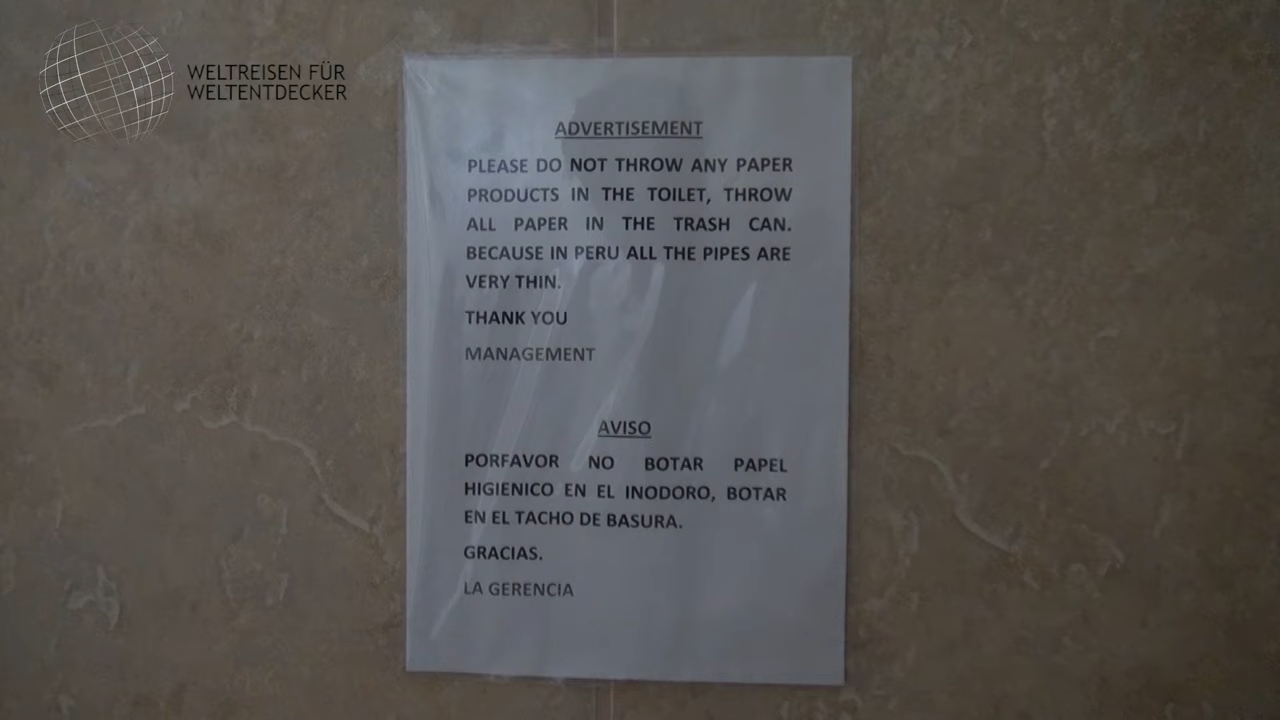 WELTREISEN FÜR
WELTENTDECKER
ADVERTISEMENT
PLEASE DO NOT THROW ANY PAPER
PRODUCTS IN THE TOILET, THROW
ALL PAPER IN THE TRASH CAN.
BECAUSE IN PERU ALL THE PIPES ARE
VERY THIN.
THANK YOU
MANAGEMENT
AVISO
PORFAVOR NO BOTAR PAPEL
HIGIENICO EN EL INODORO, BOTAR
EN EL TACHO DE BASURA.
GRACIAS.
LA GERENCIA